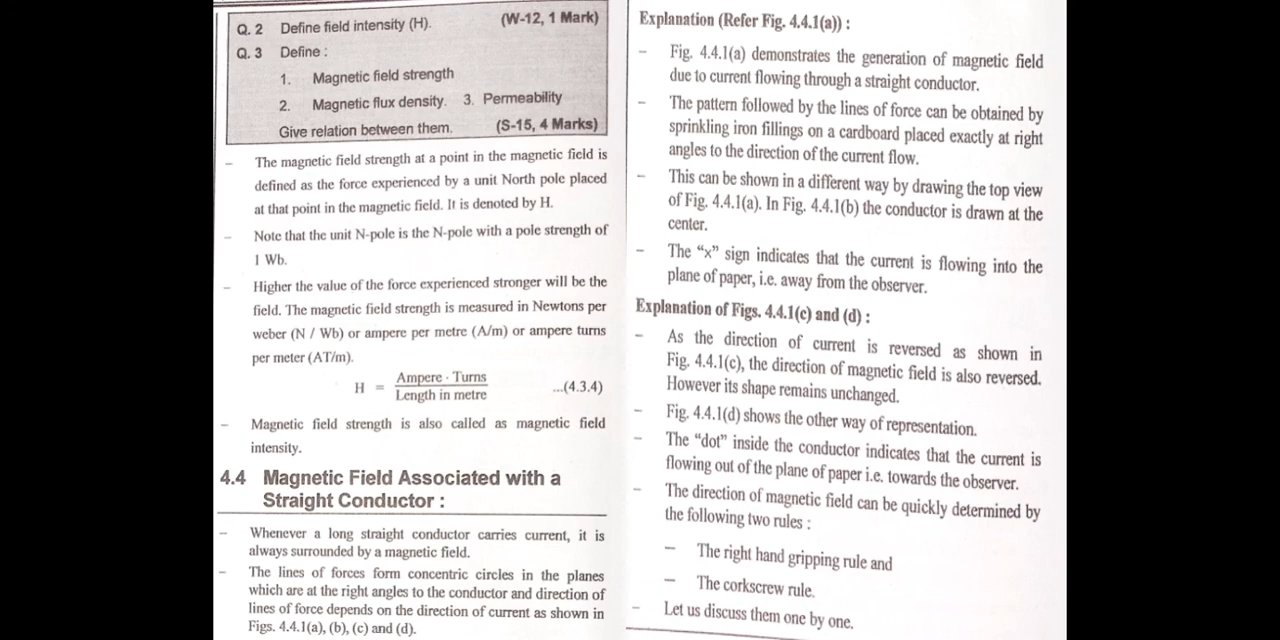 Q. 2 Define field intensity (H). (W-12, 1 Mark)
Q. 3 Define :
1. Magnetic field strength
2. Magnetic flux density. 3. Permeability
Give relation between them. (S-15, 4 Marks)
– The magnetic field strength at a point in the magnetic field is
defined as the force experienced by a unit North pole placed
at that point in the magnetic field. It is denoted by H.
– Note that the unit N-pole is the N-pole with a pole strength of
1 Wb.
– Higher the value of the force experienced stronger will be the
field. The magnetic field strength is measured in Newtons per
weber (N / Wb) or ampere per metre (A/m) or ampere turns
per meter (AT/m).
H = Ampere · Turns / Length in metre ...(4.3.4)
– Magnetic field strength is also called as magnetic field
intensity.
4.4 Magnetic Field Associated with a
Straight Conductor :
– Whenever a long straight conductor carries current, it is
always surrounded by a magnetic field.
– The lines of forces form concentric circles in the planes
which are at the right angles to the conductor and direction of
lines of force depends on the direction of current as shown in
Figs. 4.4.1(a), (b), (c) and (d).
Explanation (Refer Fig. 4.4.1(a)) :
– Fig. 4.4.1(a) demonstrates the generation of magnetic field
due to current flowing through a straight conductor.
– The pattern followed by the lines of force can be obtained by
sprinkling iron fillings on a cardboard placed exactly at right
angles to the direction of the current flow.
– This can be shown in a different way by drawing the top view
of Fig. 4.4.1(a). In Fig. 4.4.1(b) the conductor is drawn at the
center.
– The “x” sign indicates that the current is flowing into the
plane of paper, i.e. away from the observer.
Explanation of Figs. 4.4.1(c) and (d) :
– As the direction of current is reversed as shown in
Fig. 4.4.1(c), the direction of magnetic field is also reversed.
However its shape remains unchanged.
– Fig. 4.4.1(d) shows the other way of representation.
– The “dot” inside the conductor indicates that the current is
flowing out of the plane of paper i.e. towards the observer.
– The direction of magnetic field can be quickly determined by
the following two rules :
– The right hand gripping rule and
– The corkscrew rule.
– Let us discuss them one by one.